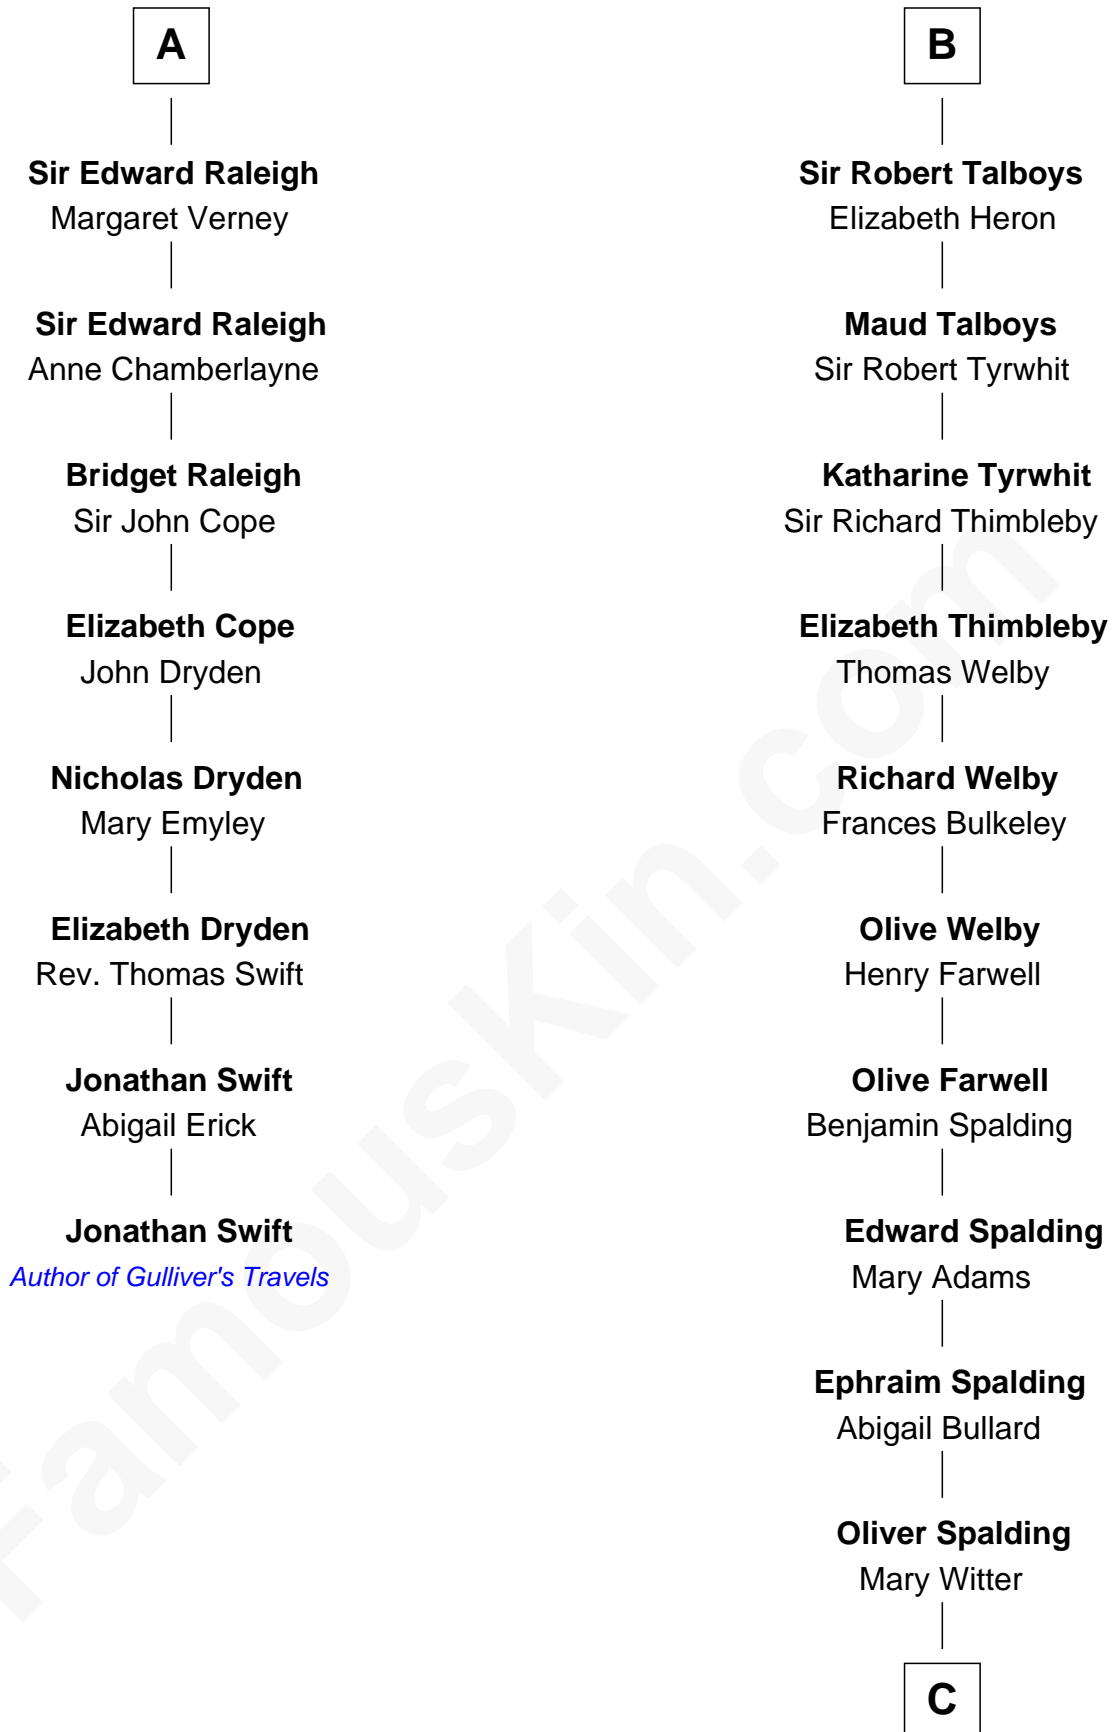 A
Sir Edward Raleigh
Margaret Verney
Sir Edward Raleigh
Anne Chamberlayne
Bridget Raleigh
Sir John Cope
Elizabeth Cope
John Dryden
Nicholas Dryden
Mary Emyley
Elizabeth Dryden
Rev. Thomas Swift
Jonathan Swift
Abigail Erick
Jonathan Swift
Author of Gulliver's Travels
B
Sir Robert Talboys
Elizabeth Heron
Maud Talboys
Sir Robert Tyrwhit
Katharine Tyrwhit
Sir Richard Thimbleby
Elizabeth Thimbleby
Thomas Welby
Richard Welby
Frances Bulkeley
Olive Welby
Henry Farwell
Olive Farwell
Benjamin Spalding
Edward Spalding
Mary Adams
Ephraim Spalding
Abigail Bullard
Oliver Spalding
Mary Witter
C
FamousKin.com